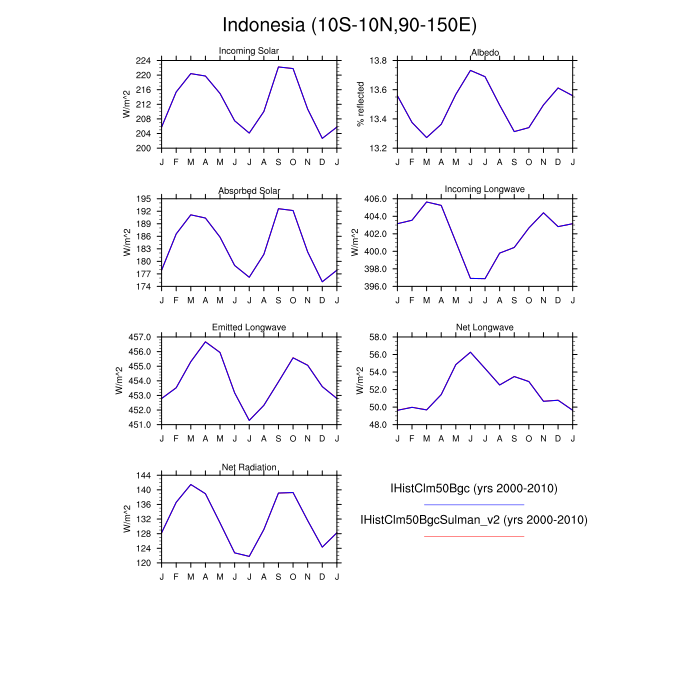 Indonesia (10S-10N,90-150E)
Incoming Solar
W/m^2
224
220
216
212
208
204
200
J F M A M J J A S O N D J
Albedo
% reflected
13.8
13.6
13.4
13.2
J F M A M J J A S O N D J
Absorbed Solar
W/m^2
195
192
189
186
183
180
177
174
J F M A M J J A S O N D J
Incoming Longwave
W/m^2
406.0
404.0
402.0
400.0
398.0
396.0
J F M A M J J A S O N D J
Emitted Longwave
W/m^2
457.0
456.0
455.0
454.0
453.0
452.0
451.0
J F M A M J J A S O N D J
Net Longwave
W/m^2
58.0
56.0
54.0
52.0
50.0
48.0
J F M A M J J A S O N D J
Net Radiation
W/m^2
144
140
136
132
128
124
120
J F M A M J J A S O N D J
IHistClm50Bgc (yrs 2000-2010)
IHistClm50BgcSulman_v2 (yrs 2000-2010)